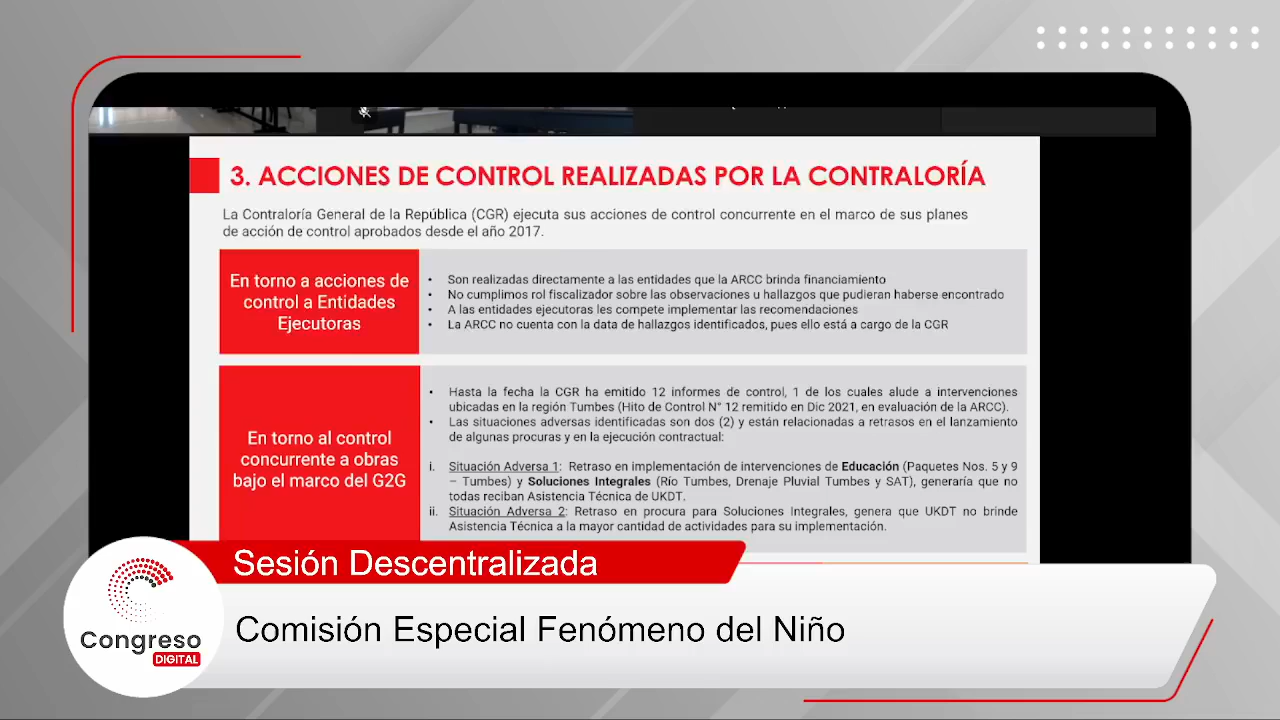 3. ACCIONES DE CONTROL REALIZADAS POR LA CONTRALORÍA
La Contraloría General de la República (CGR) ejecuta sus acciones de control concurrente en el marco de sus planes
de acción de control aprobados desde el año 2017.
En torno a acciones de
control a Entidades
Ejecutoras
• Son realizadas directamente a las entidades que la ARCC brinda financiamiento
• No cumplimos rol fiscalizador sobre las observaciones u hallazgos que pudieran haberse encontrado
• A las entidades ejecutoras les compete implementar las recomendaciones
• La ARCC no cuenta con la data de hallazgos identificados, pues ello está a cargo de la CGR
En torno al control
concurrente a obras
bajo el marco del G2G
• Hasta la fecha la CGR ha emitido 12 informes de control, 1 de los cuales alude a intervenciones
ubicadas en la región Tumbes (Hito de Control N° 12 remitido en Dic 2021, en evaluación de la ARCC).
• Las situaciones adversas identificadas son dos (2) y están relacionadas a retrasos en el lanzamiento
de algunas procuras y en la ejecución contractual:
i. Situación Adversa 1: Retraso en implementación de intervenciones de Educación (Paquetes Nos. 5 y 9
– Tumbes) y Soluciones Integrales (Río Tumbes, Drenaje Pluvial Tumbes y SAT), generaría que no
todas reciban Asistencia Técnica de UKDT.
ii. Situación Adversa 2: Retraso en procura para Soluciones Integrales, genera que UKDT no brinde
Asistencia Técnica a la mayor cantidad de actividades para su implementación.
Sesión Descentralizada
Comisión Especial Fenómeno del Niño
Congreso
DIGITAL